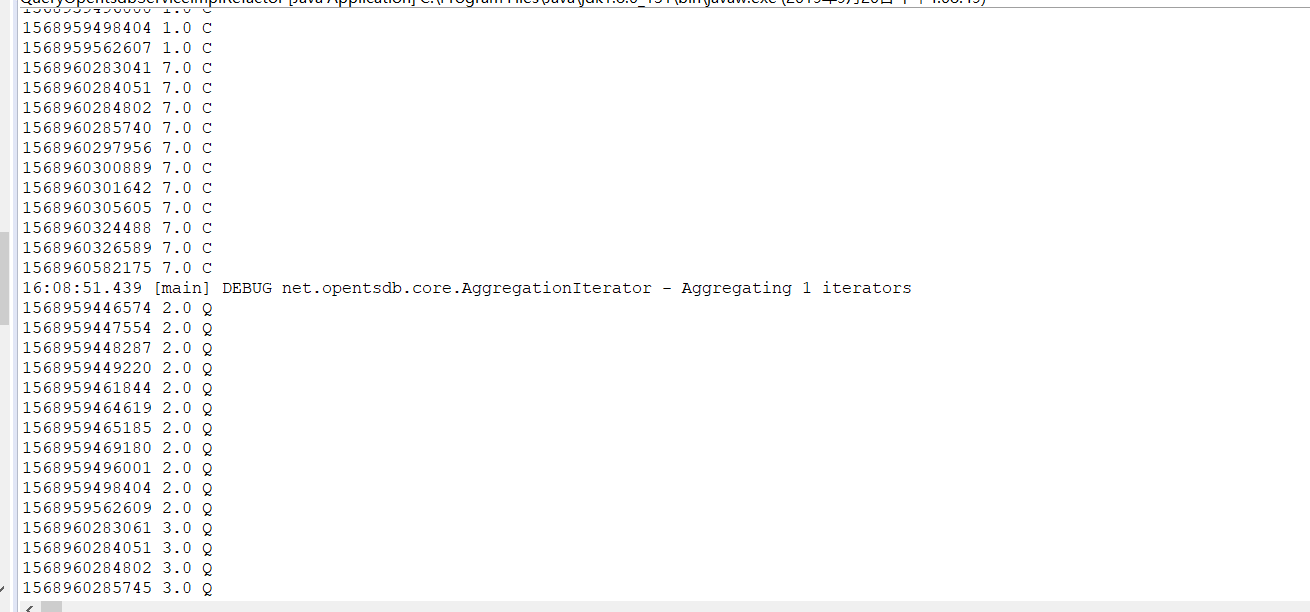 1568959498404 1.0 C
1568959562607 1.0 C
1568960283041 7.0 C
1568960284051 7.0 C
1568960284802 7.0 C
1568960285740 7.0 C
1568960297956 7.0 C
1568960300889 7.0 C
1568960301642 7.0 C
1568960305605 7.0 C
1568960324488 7.0 C
1568960326589 7.0 C
1568960582175 7.0 C
16:08:51.439 [main] DEBUG net.opentsdb.core.AggregationIterator - Aggregating 1 iterators
1568959446574 2.0 Q
1568959447554 2.0 Q
1568959448287 2.0 Q
1568959449220 2.0 Q
1568959461844 2.0 Q
1568959464619 2.0 Q
1568959465185 2.0 Q
1568959469180 2.0 Q
1568959496001 2.0 Q
1568959498404 2.0 Q
1568959562609 2.0 Q
1568960283061 3.0 Q
1568960284051 3.0 Q
1568960284802 3.0 Q
1568960285745 3.0 Q